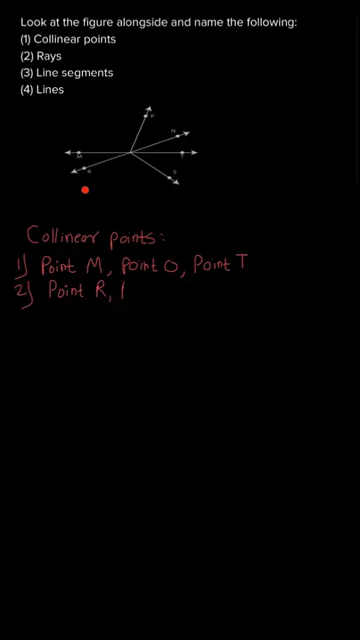 Look at the figure alongside and name the following:
(1) Collinear points
(2) Rays
(3) Line segments
(4) Lines
P
N
M
T
R
S
Collinear points:
1) Point M, Point O, Point T
2) Point R, P